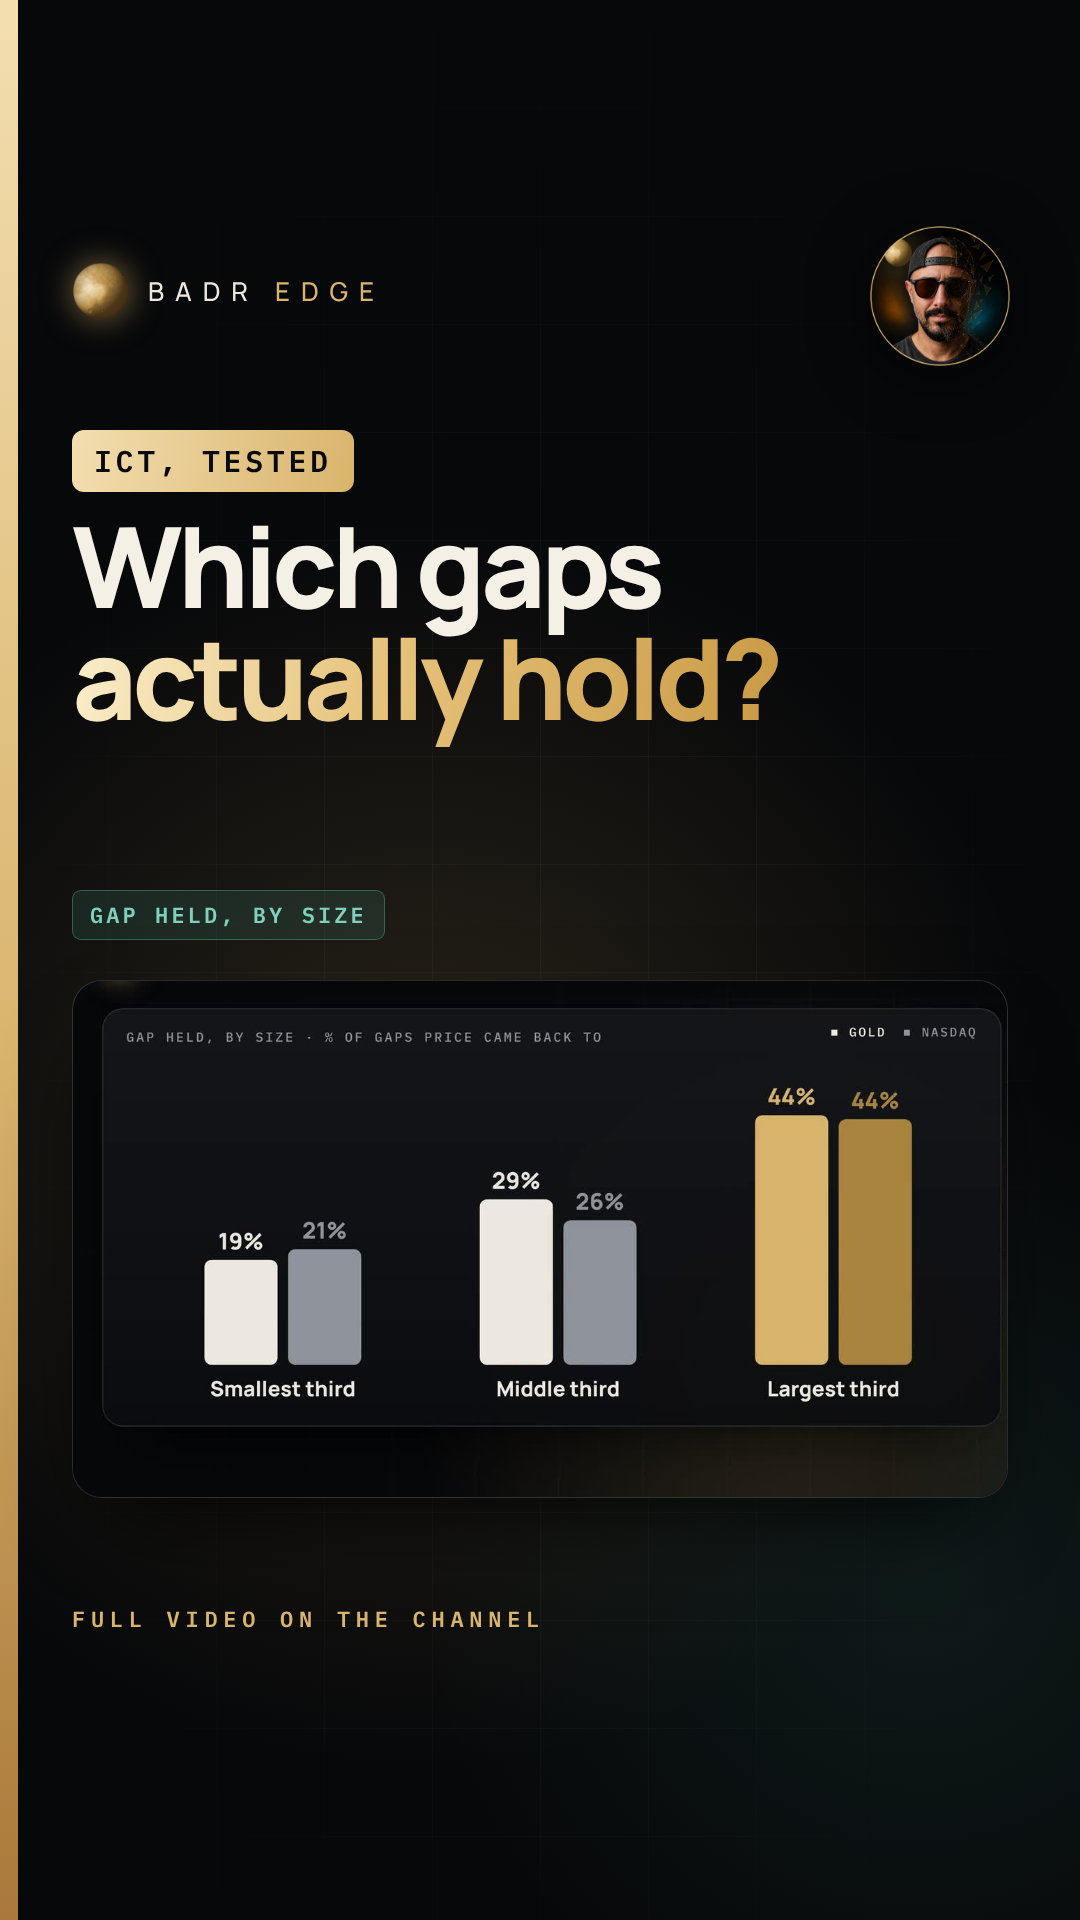 BADR EDGE
ICT, TESTED
Which gaps
actually hold?
GAP HELD, BY SIZE
GAP HELD, BY SIZE · % OF GAPS PRICE CAME BACK TO
■ GOLD ■ NASDAQ
19% 21%
29% 26%
44% 44%
Smallest third
Middle third
Largest third
FULL VIDEO ON THE CHANNEL